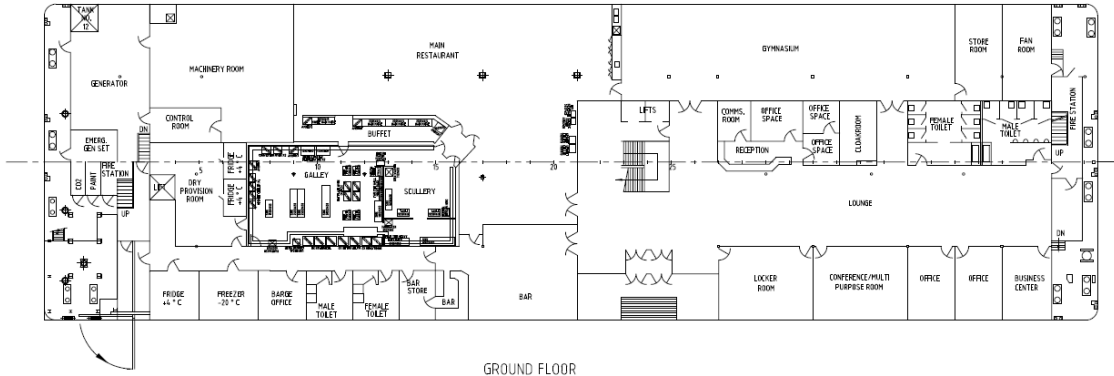 TANK
NO.
12
GENERATOR
MACHINERY ROOM
MAIN
RESTAURANT
GYMNASIUM
STORE
ROOM
FAN
ROOM
CONTROL
ROOM
EMERG.
GEN SET
DN
BUFFET
LIFTS
COMMS.
ROOM
OFFICE
SPACE
OFFICE
SPACE
OFFICE
SPACE
CLOAKROOM
RECEPTION
FEMALE
TOILET
MALE
TOILET
FIRE STATION
UP
CO2
PAINT
FIRE
STATION
UP
LIFT
5
DRY
PROVISION
ROOM
FRIDGE
+4 °C
FRIDGE
+4 °C
GALLEY
10
SCULLERY
15
20
25
LOUNGE
DN
FRIDGE
+4 °C
FREEZER
-20 °C
BARGE
OFFICE
MALE
TOILET
FEMALE
TOILET
BAR
STORE
BAR
BAR
LOCKER
ROOM
CONFERENCE/MULTI
PURPOSE ROOM
OFFICE
OFFICE
BUSINESS
CENTER
GROUND FLOOR